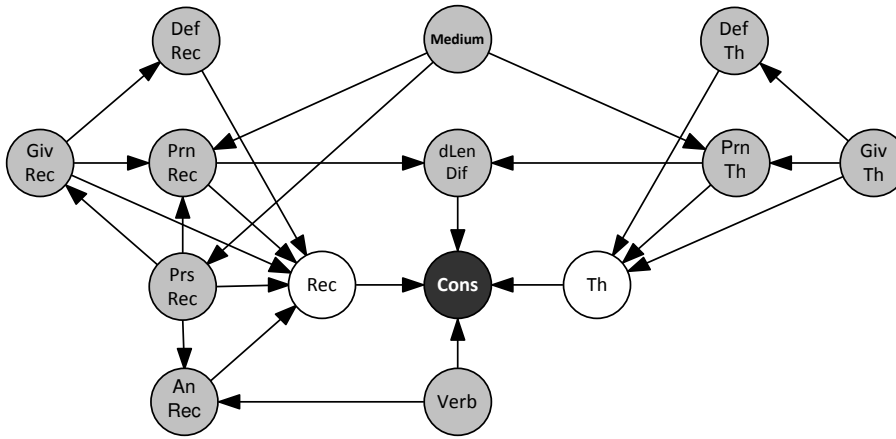 Def
Rec
Medium
Def
Th
Giv
Rec
Prn
Rec
dLen
Dif
Prn
Th
Giv
Th
Prs
Rec
Rec
Cons
Th
An
Rec
Verb